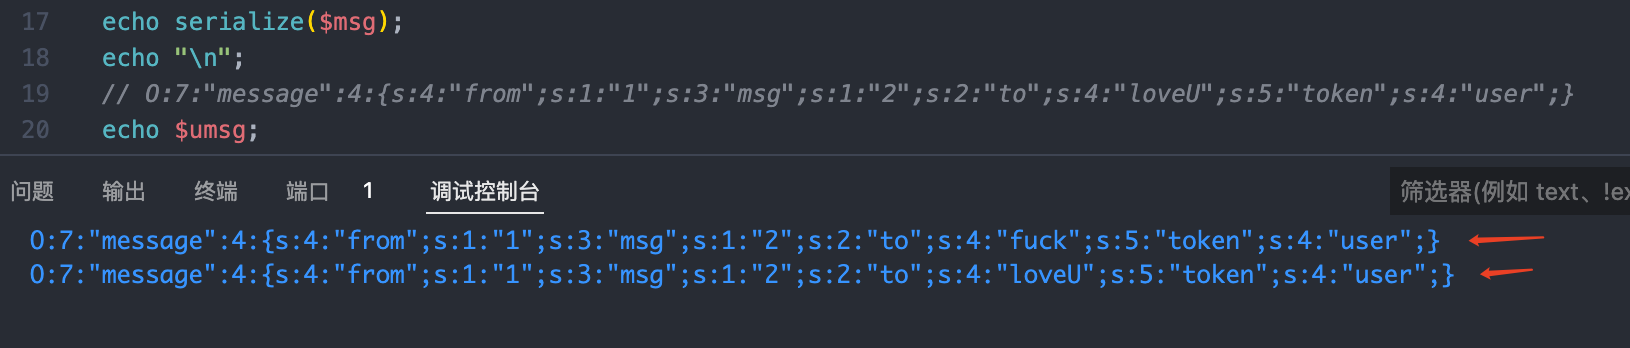 17 echo serialize($msg);
18 echo "\n";
19 // O:7:"message":4:{s:4:"from";s:1:"1";s:3:"msg";s:1:"2";s:2:"to";s:4:"loveU";s:5:"token";s:4:"user";}
20 echo $umsg;
问题 输出 终端 端口 1 调试控制台 筛选器(例如 text、!ex
O:7:"message":4:{s:4:"from";s:1:"1";s:3:"msg";s:1:"2";s:2:"to";s:4:"fuck";s:5:"token";s:4:"user";}
O:7:"message":4:{s:4:"from";s:1:"1";s:3:"msg";s:1:"2";s:2:"to";s:4:"loveU";s:5:"token";s:4:"user";}